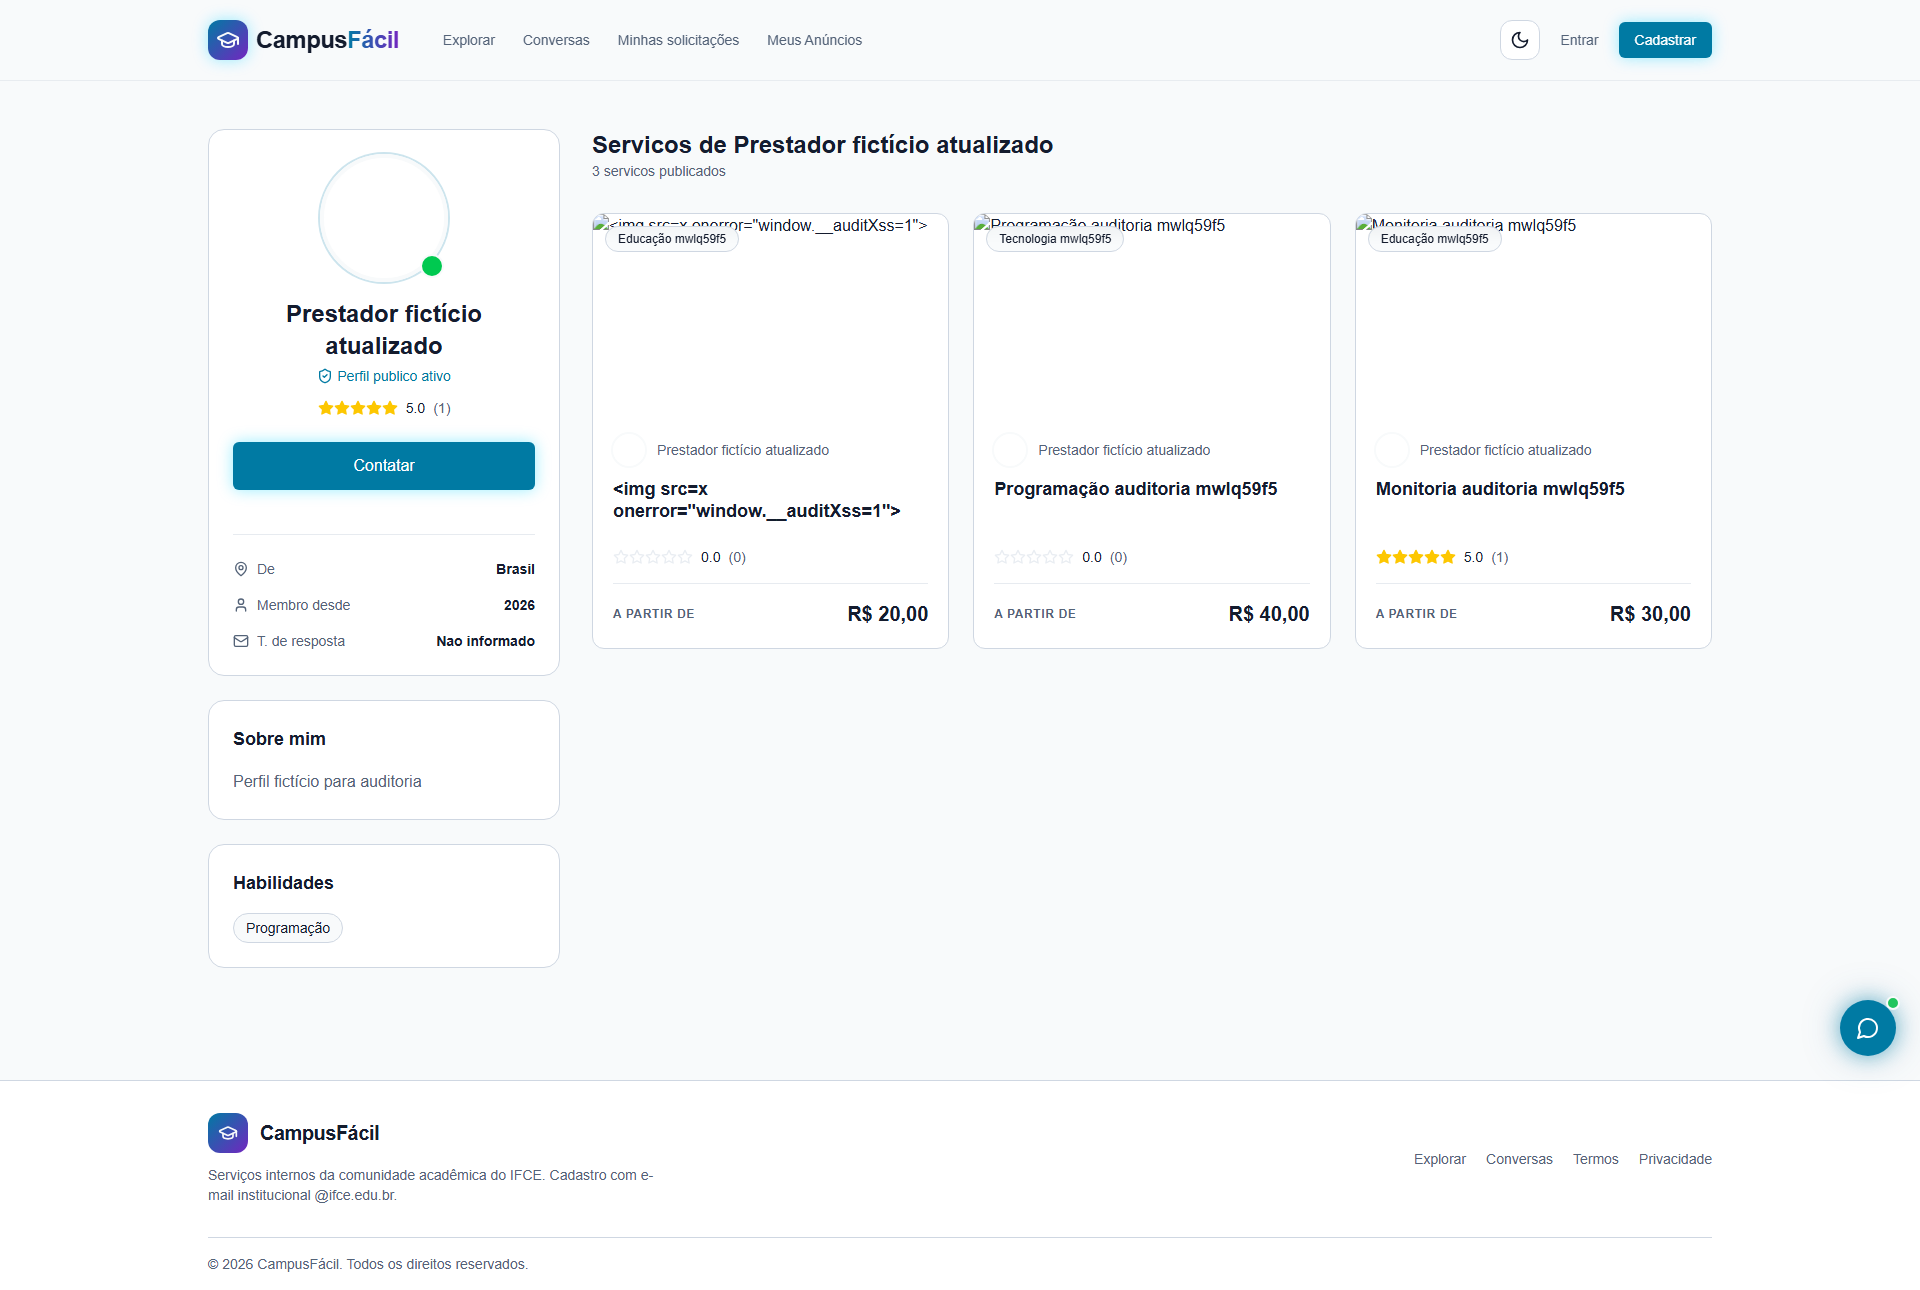 CampusFácil
Explorar
Conversas
Minhas solicitações
Meus Anúncios
Entrar
Cadastrar
Prestador fictício
atualizado
Perfil publico ativo
5.0 (1)
Contatar
De Brasil
Membro desde 2026
T. de resposta Nao informado
Sobre mim
Perfil fictício para auditoria
Habilidades
Programação
Servicos de Prestador fictício atualizado
3 servicos publicados
<img src=x onerror="window.__auditXss=1">
Educação mwlq59f5
Prestador fictício atualizado
<img src=x
onerror="window.__auditXss=1">
0.0 (0)
A PARTIR DE R$ 20,00
Programação auditoria mwlq59f5
Tecnologia mwlq59f5
Prestador fictício atualizado
Programação auditoria mwlq59f5
0.0 (0)
A PARTIR DE R$ 40,00
Monitoria auditoria mwlq59f5
Educação mwlq59f5
Prestador fictício atualizado
Monitoria auditoria mwlq59f5
5.0 (1)
A PARTIR DE R$ 30,00
CampusFácil
Serviços internos da comunidade acadêmica do IFCE. Cadastro com e-
mail institucional @ifce.edu.br.
Explorar
Conversas
Termos
Privacidade
© 2026 CampusFácil. Todos os direitos reservados.